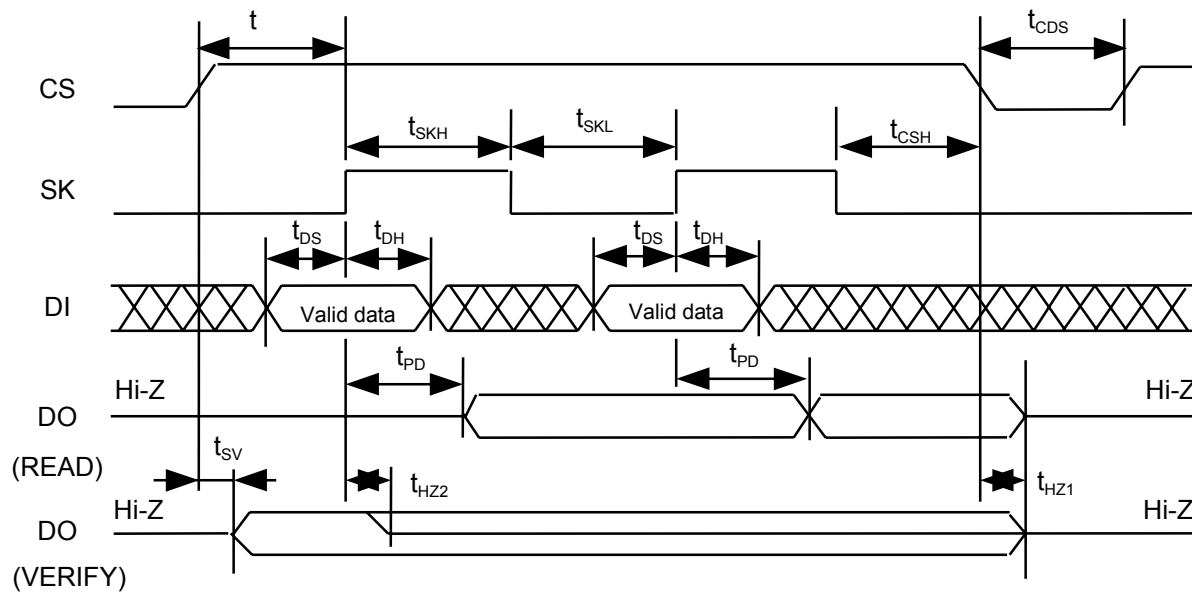 t
tCDS
CS
tSKH
tSKL
tCSH
SK
tDS
tDH
tDS
tDH
DI
Valid data
Valid data
tPD
tPD
Hi-Z
Hi-Z
DO
(READ)
tSV
tHZ2
tHZ1
Hi-Z
Hi-Z
DO
(VERIFY)